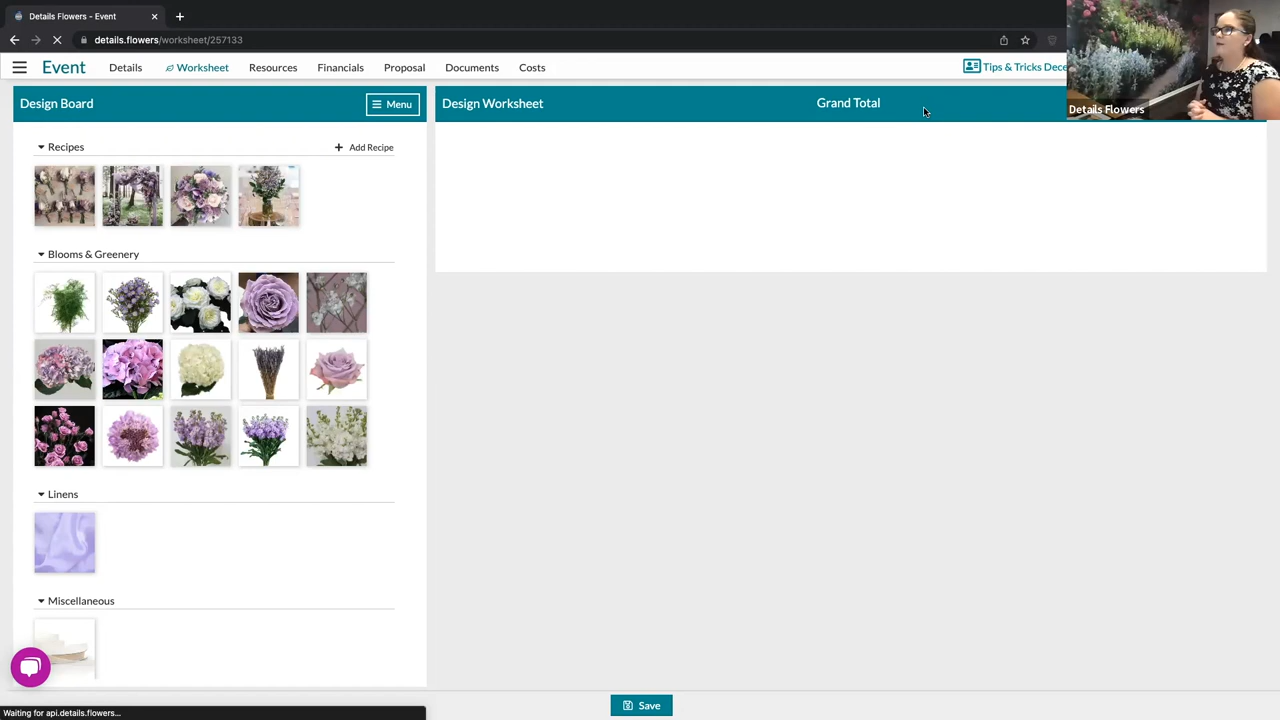 Details Flowers - Event
details.flowers/worksheet/257133
Event
Details
Worksheet
Resources
Financials
Proposal
Documents
Costs
Tips & Tricks Dece
Details Flowers
Design Board
Menu
Design Worksheet
Grand Total
Recipes
Add Recipe
Blooms & Greenery
Linens
Miscellaneous
Save
Waiting for api.details.flowers...